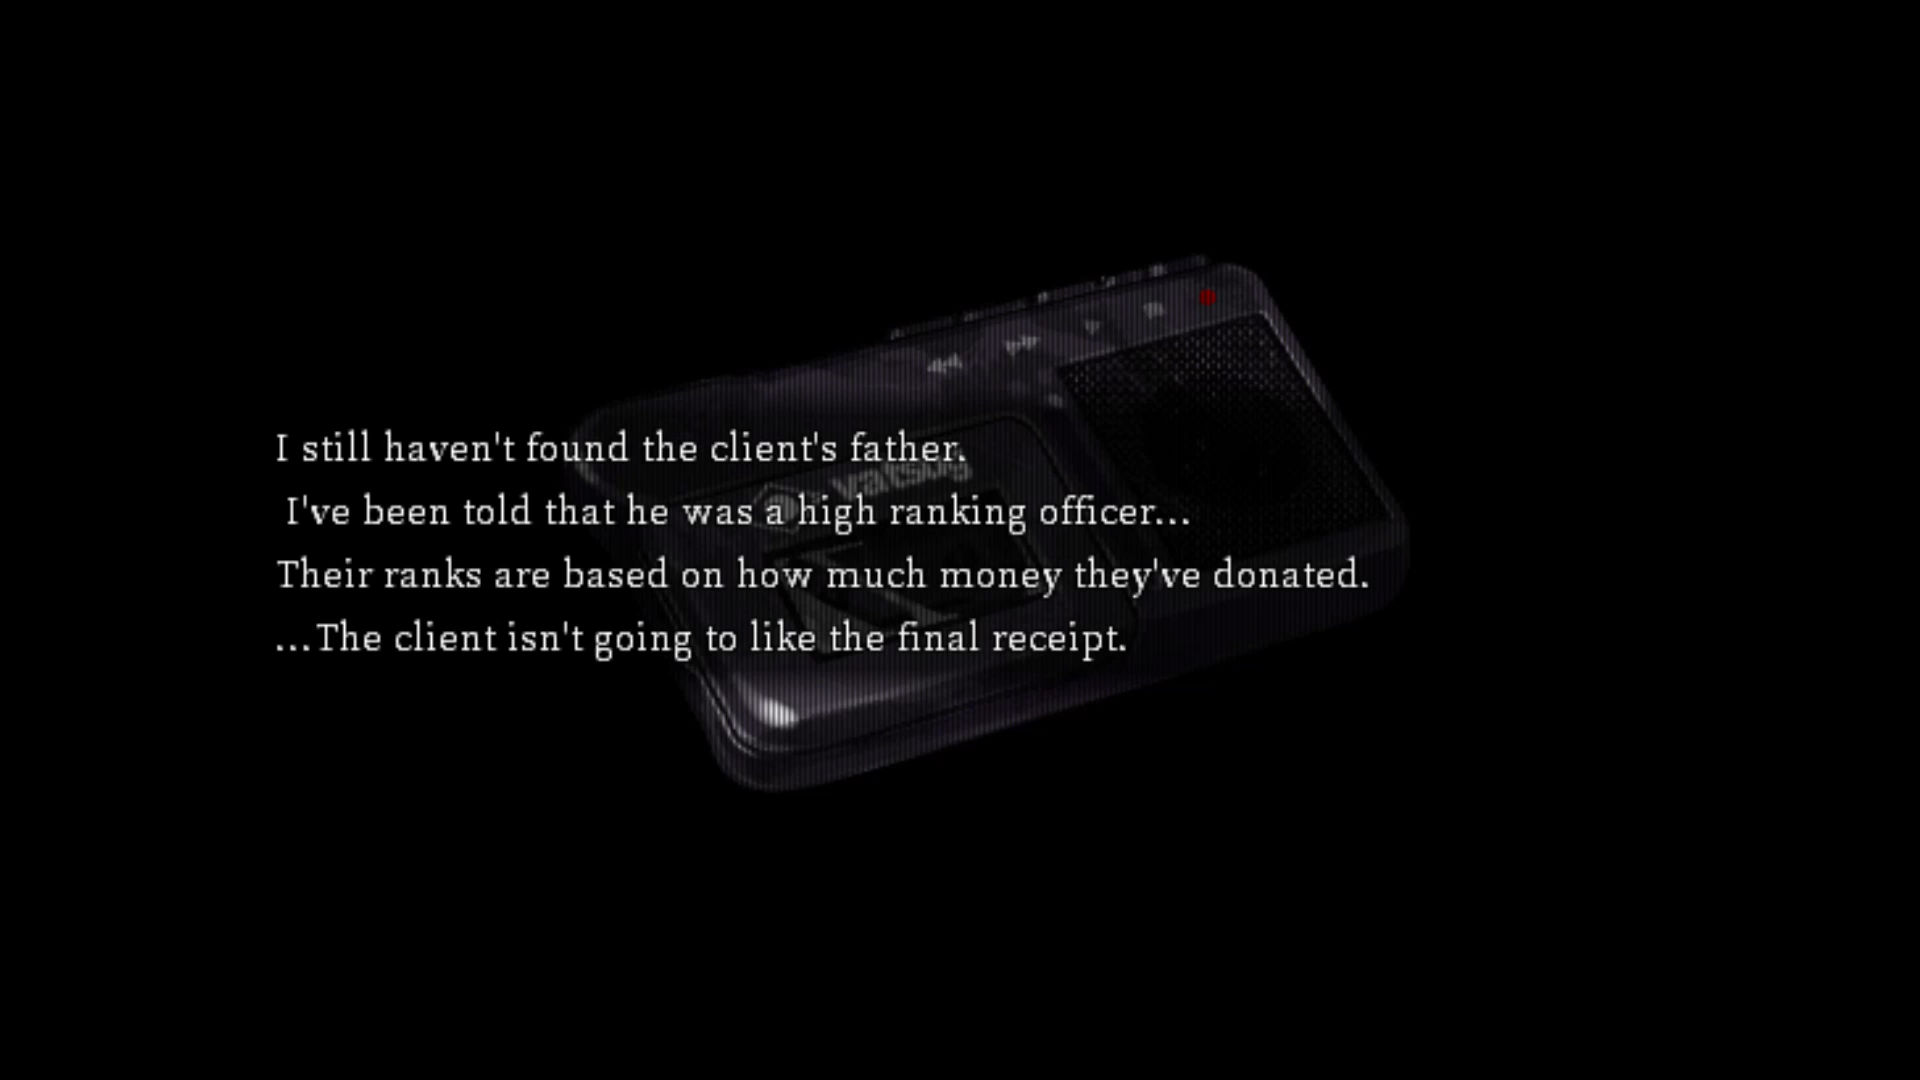 I still haven't found the client's father.
I've been told that he was a high ranking officer...
Their ranks are based on how much money they've donated.
...The client isn't going to like the final receipt.